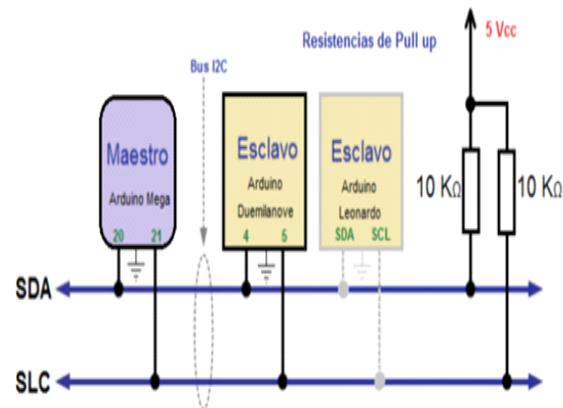 Resistencias de Pull up
5 Vcc
Bus I2C
Maestro
Arduino Mega
20 21
Esclavo
Arduino
Duemilanove
4 5
Esclavo
Arduino
Leonardo
SDA SCL
10 KΩ
10 KΩ
SDA
SLC